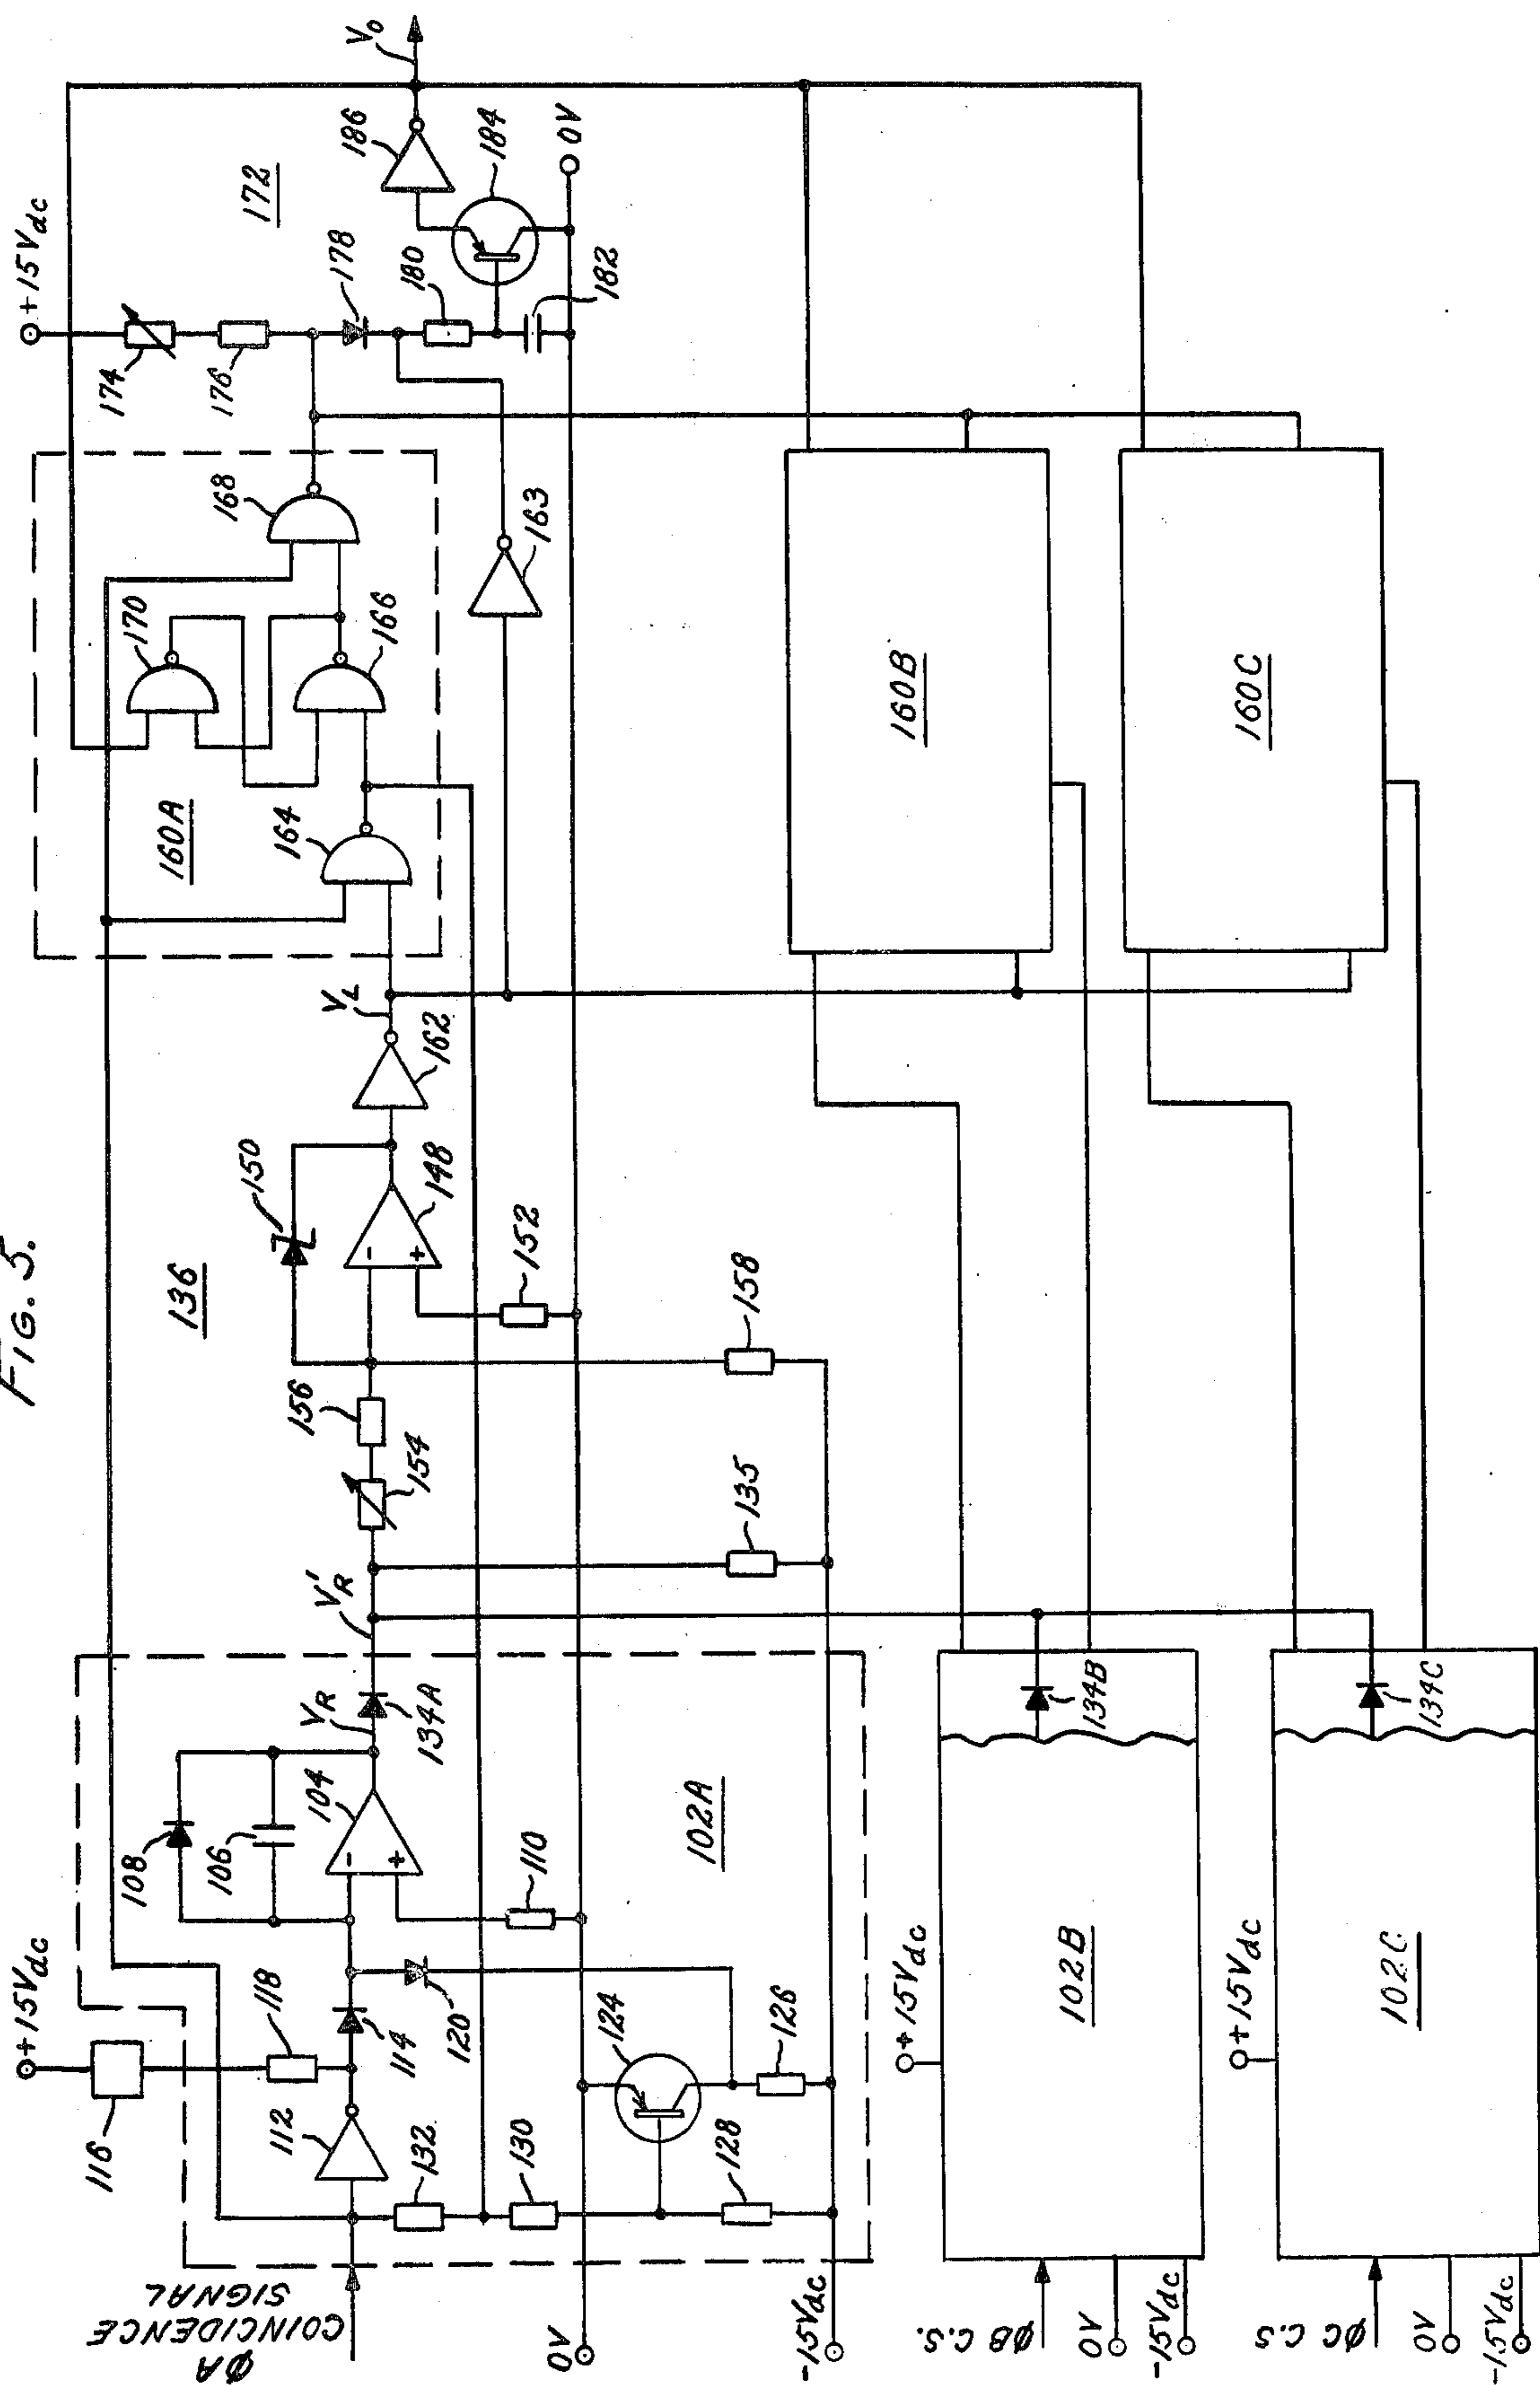 FIG. 5.
+15Vdc
+15Vdc
116
118
108
106
104
VR
V'R
136
150
VL
160A
170
168
174
176
172
178
180
186
V0
184
182
0V
ØA
COINCIDENCE
SIGNAL
112
114
120
132
130
124
126
128
110
134A
102A
154
156
135
158
152
148
162
164
166
163
0V
-15Vdc
+15Vdc
ØB C.S.
0V
-15Vdc
102B
134B
160B
+15Vdc
ØC C.S
0V
-15Vdc
102C
134C
160C